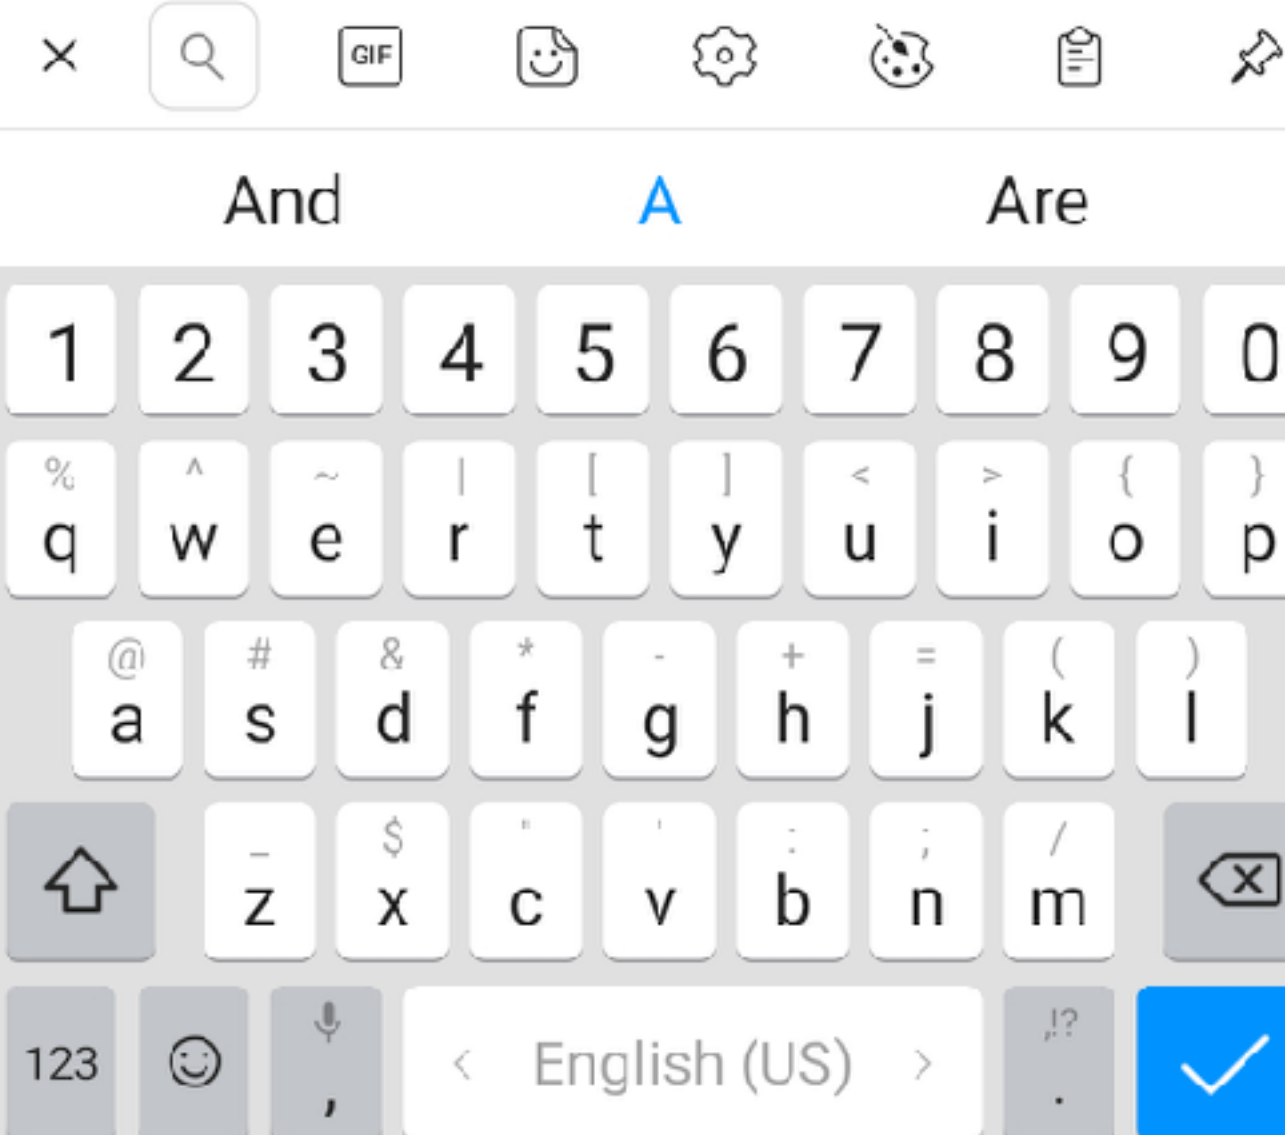 GIF
And A Are
1 2 3 4 5 6 7 8 9 0
% ^ ~ | [ ] < > { }
q w e r t y u i o p
@ # & * - + = ( )
a s d f g h j k l
_ $ " ' : ; /
z x c v b n m
,!?
123 , < English (US) > .